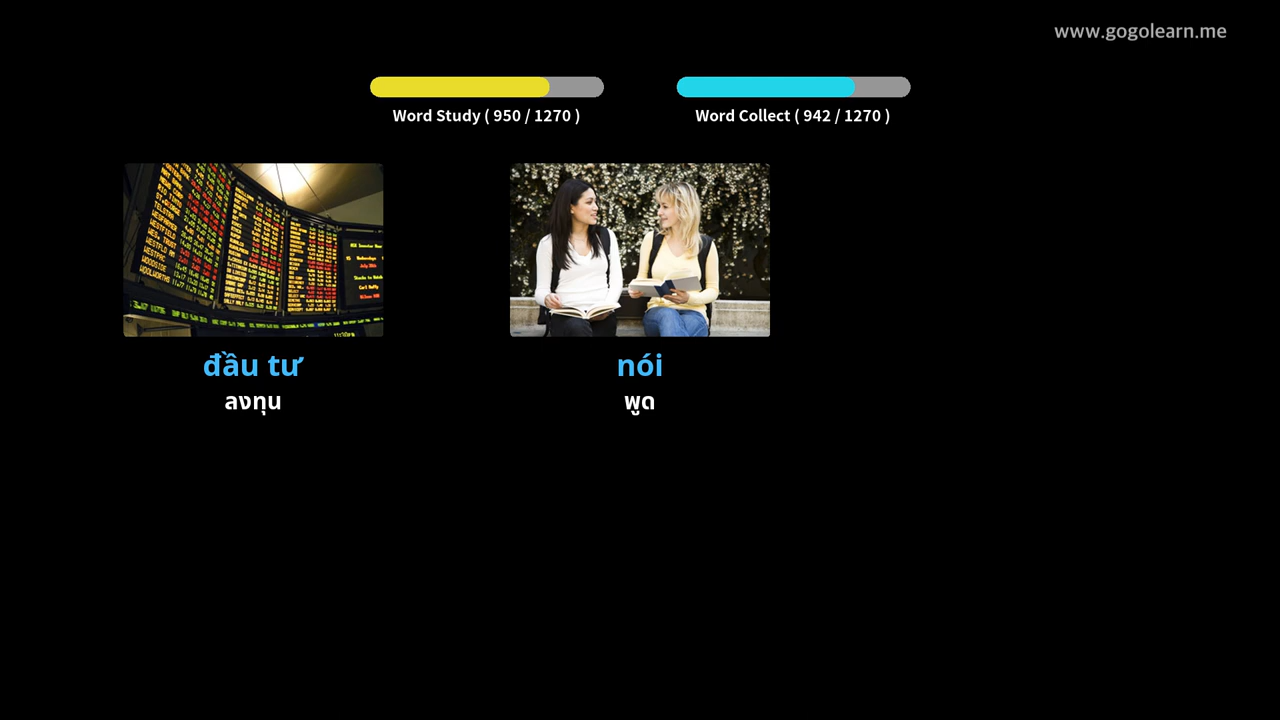 www.gogolearn.me
Word Study ( 950 / 1270 )
Word Collect ( 942 / 1270 )
đầu tư
ลงทุน
nói
พูด